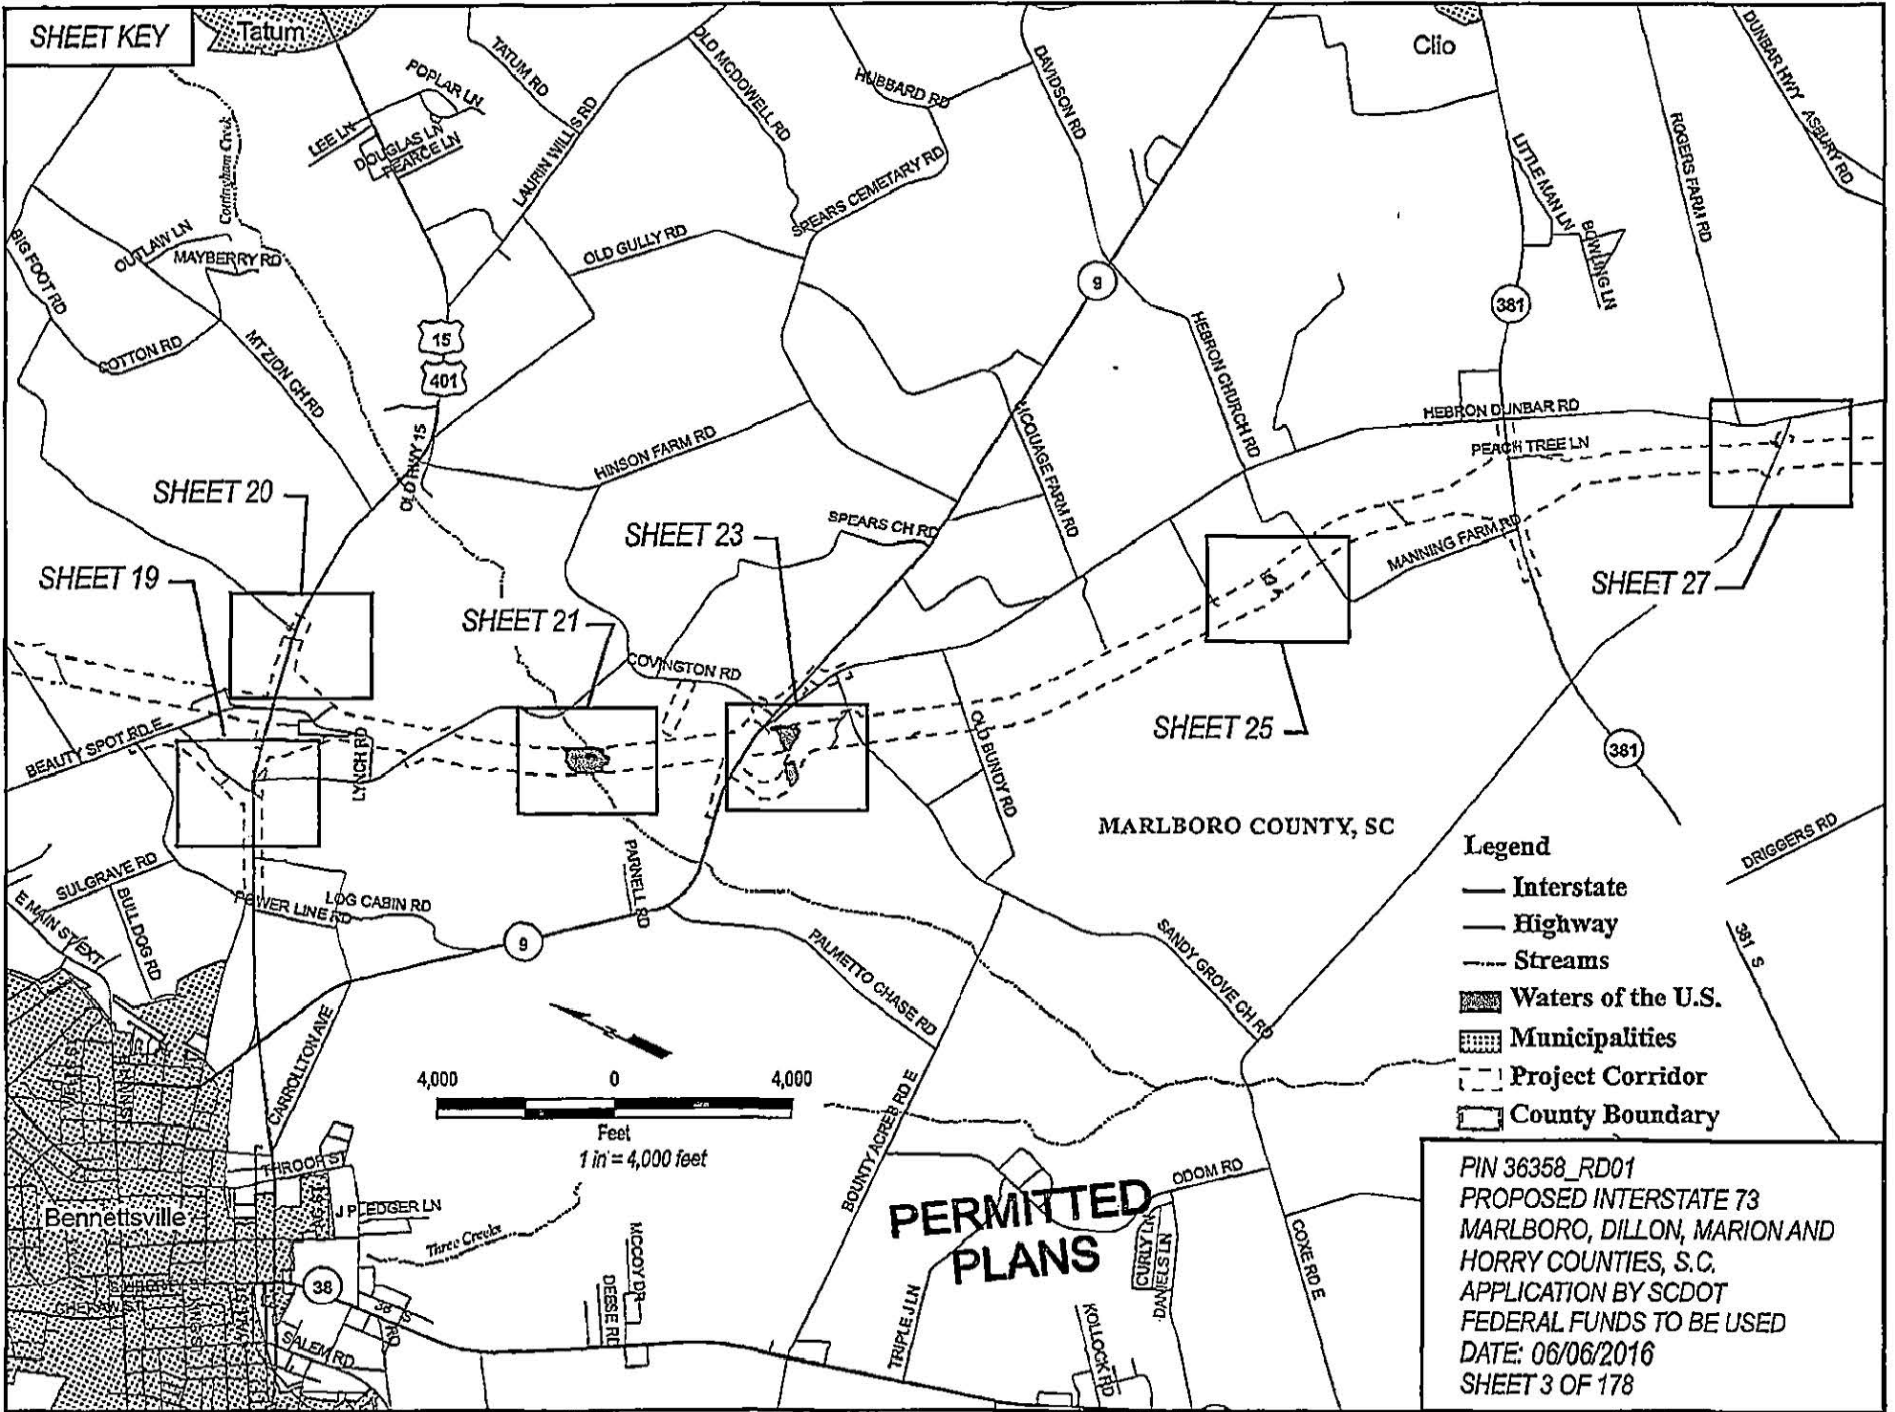 SHEET KEY
Tatum
Clio
POPLAR LN
TATUM RD
OLD MCDOWELL RD
HUBBARD RD
DAVIDSON RD
DUNBAR HWY
ASBURY RD
LEE LN
DOUGLAS LN
PEARCE LN
LAURIN WILLIS RD
Cottingham Creek
SPEARS CEMETARY RD
LITTLE MAN LN
ROGERS FARM RD
BOWLING LN
BIG FOOT RD
OUTLAW LN
MAYBERRY RD
OLD GULLY RD
9
381
15
401
COTTON RD
MT ZION CH RD
HEBRON CHURCH RD
OLD HWY 15
HINSON FARM RD
MCQUAGE FARM RD
HEBRON DUNBAR RD
PEACH TREE LN
SHEET 20
SHEET 23
SPEARS CH RD
MANNING FARM RD
SHEET 19
SHEET 21
SHEET 27
COVINGTON RD
BEAUTY SPOT RD E
LYNCH RD
OLD BUNDY RD
SHEET 25
381
MARLBORO COUNTY, SC
DRIGGERS RD
SULGRAVE RD
BULLDOG RD
E MAIN ST/EXT
POWER LINE RD
LOG CABIN RD
PARNELL RD
9
PALMETTO CHASE RD
SANDY GROVE CH RD
381 S
Legend
Interstate
Highway
Streams
Waters of the U.S.
Municipalities
Project Corridor
County Boundary
CARROLLTON AVE
N
4,000 0 4,000
Feet
1 in = 4,000 feet
BOUNTY ACRES RD E
THROOP ST
Bennettsville
J PLEDGER LN
Three Creeks
MCCOY DR
DEBSIE RD
38
38 S
RD
SALEM RD
CHERAW ST
ODOM RD
CURLY LN
DANIELS LN
COXE RD E
TRIPLE J LN
KOLLOCK RD
PERMITTED
PLANS
PIN 36358_RD01
PROPOSED INTERSTATE 73
MARLBORO, DILLON, MARION AND
HORRY COUNTIES, S.C.
APPLICATION BY SCDOT
FEDERAL FUNDS TO BE USED
DATE: 06/06/2016
SHEET 3 OF 178